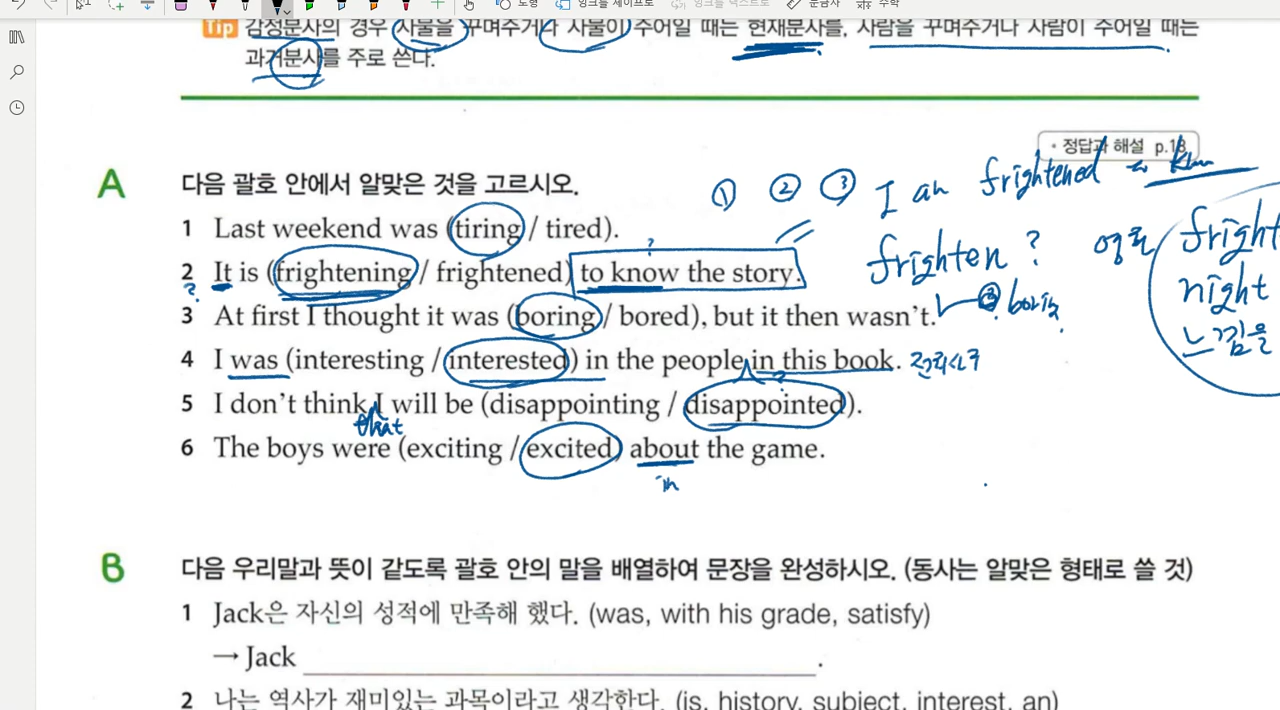 Tip 감정분사의 경우 사물을 꾸며주거나 사물이 주어일 때는 현재분사를, 사람을 꾸며주거나 사람이 주어일 때는
과거분사를 주로 쓴다.
• 정답과 해설 p.18
A 다음 괄호 안에서 알맞은 것을 고르시오.
① ② ③ I am frightened to know
1 Last weekend was (tiring / tired).
frighten ? fright
2 It is (frightening / frightened) to know the story.
?
?
night
3 At first I thought it was (boring / bored), but it then wasn't.
느낌을
4 I was (interesting / interested) in the people in this book.
5 I don't think I will be (disappointing / disappointed).
that
6 The boys were (exciting / excited) about the game.
in
B 다음 우리말과 뜻이 같도록 괄호 안의 말을 배열하여 문장을 완성하시오. (동사는 알맞은 형태로 쓸 것)
1 Jack은 자신의 성적에 만족해 했다. (was, with his grade, satisfy)
→ Jack .
2 나는 역사가 재미있는 과목이라고 생각한다. (is, history, subject, interest, an)